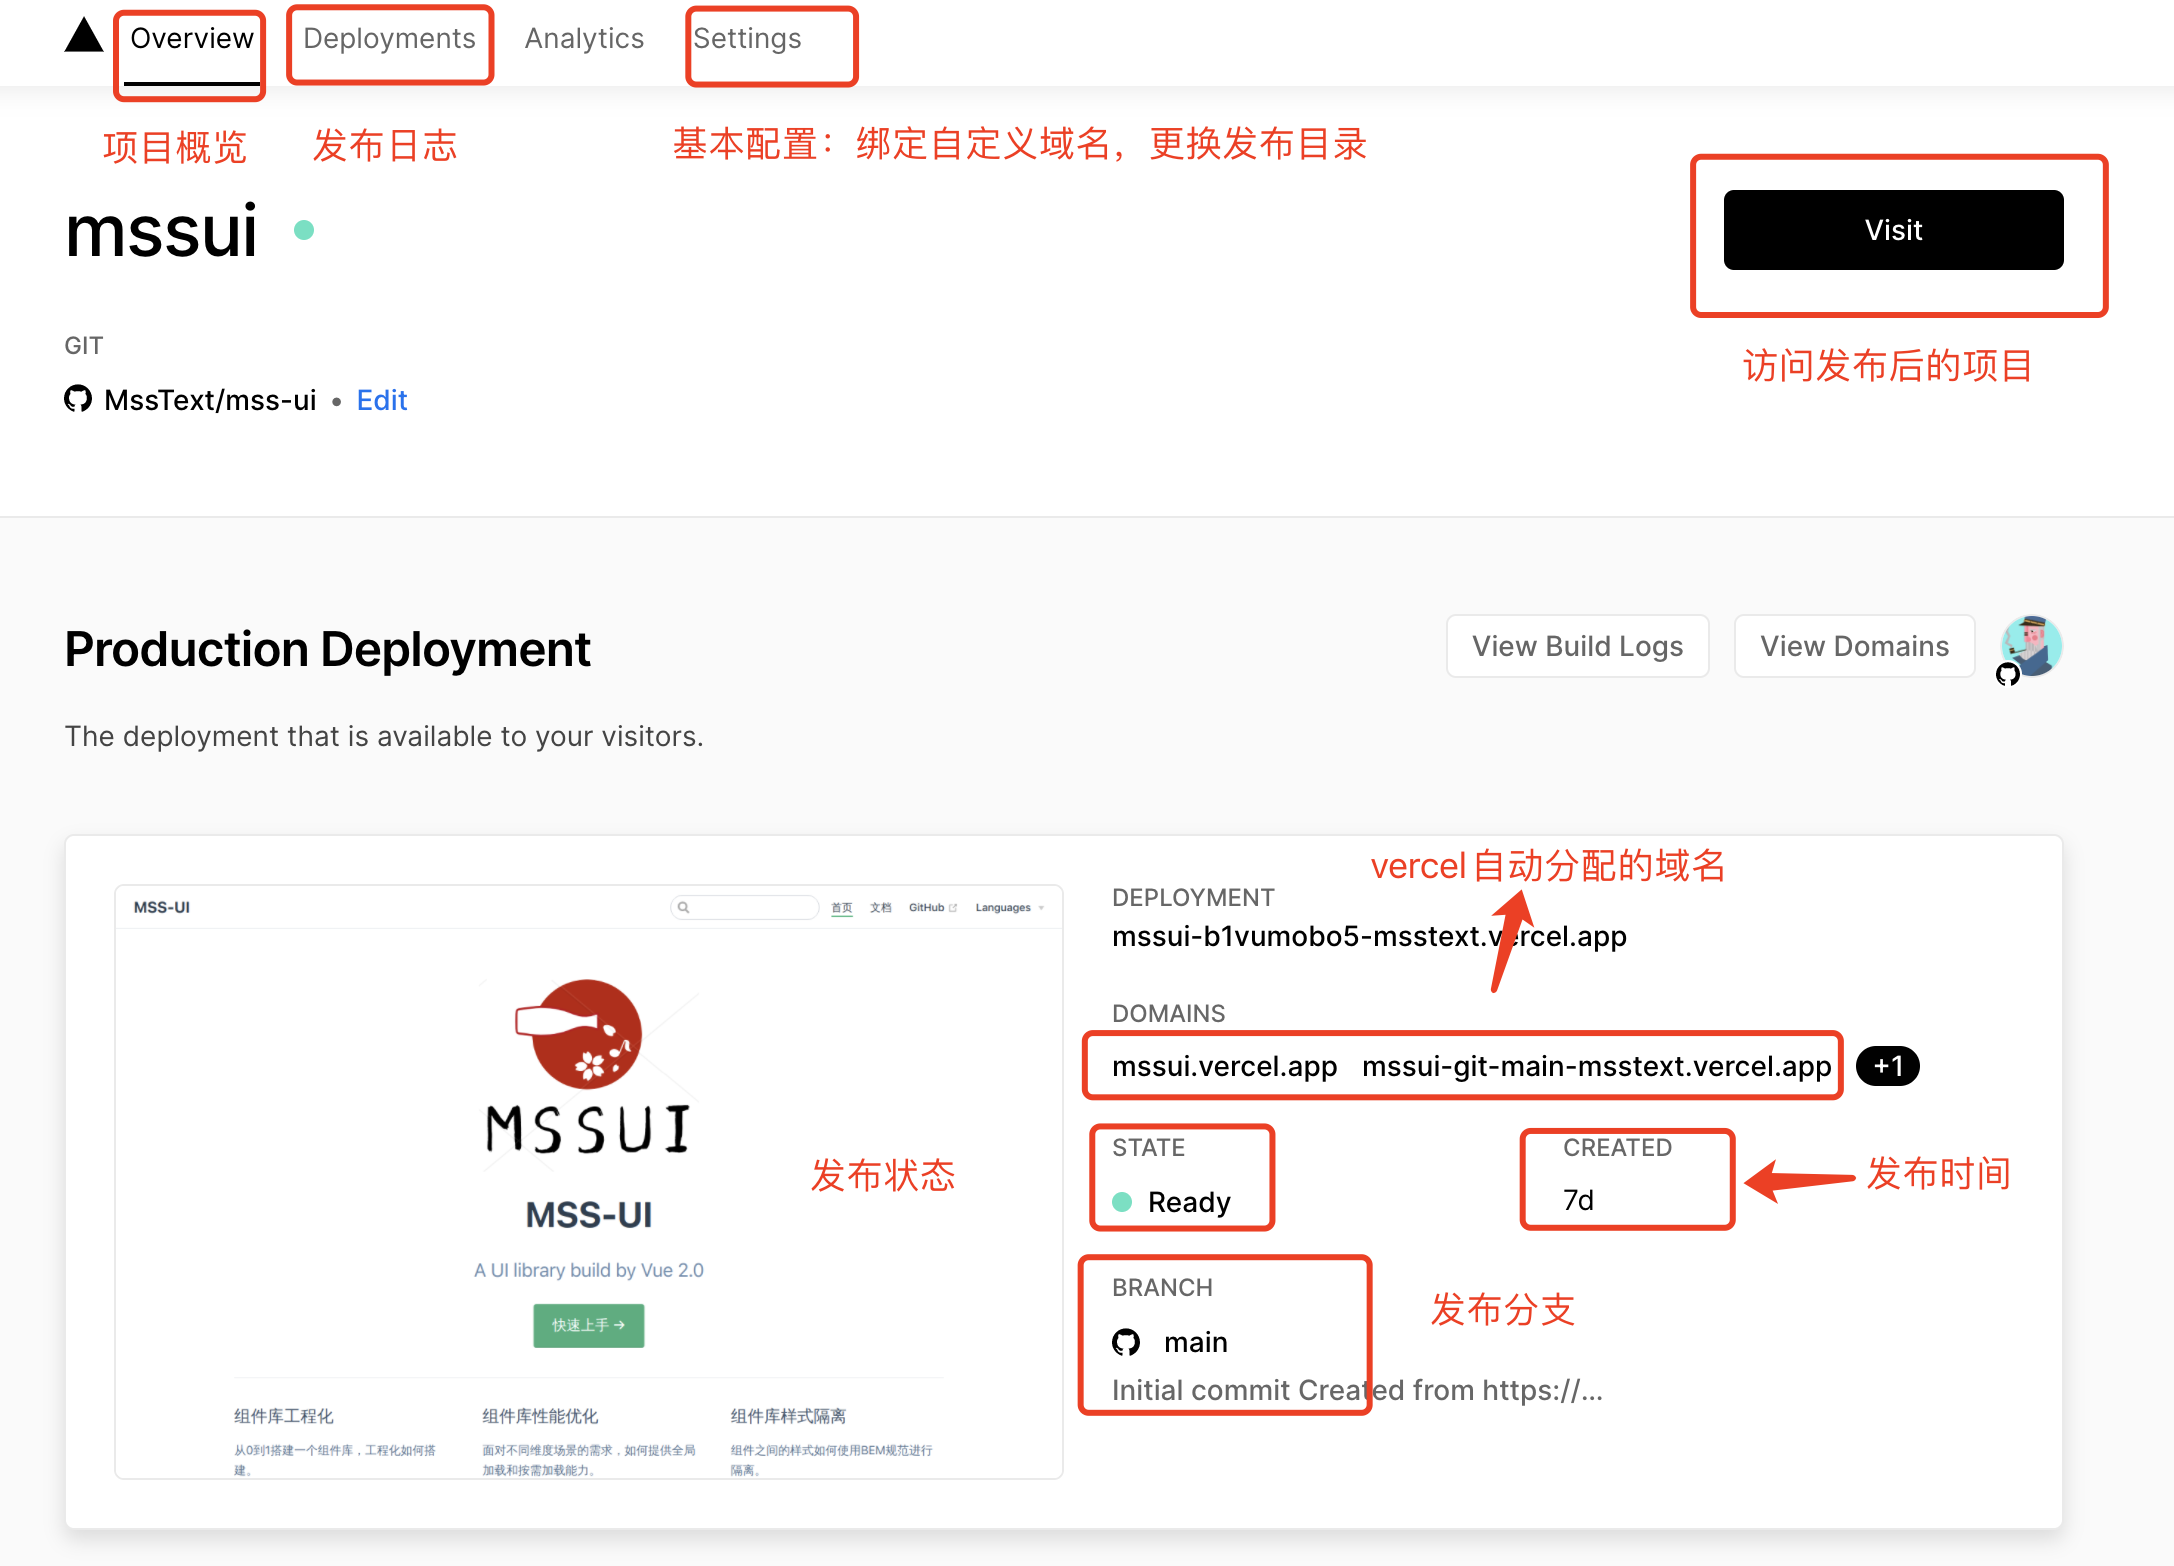 Overview Deployments Analytics Settings
项目概览 发布日志 基本配置：绑定自定义域名，更换发布目录
mssui
Visit
访问发布后的项目
GIT
MssText/mss-ui • Edit
Production Deployment
View Build Logs View Domains
The deployment that is available to your visitors.
MSS-UI
首页 文档 GitHub Languages
MSSUI
MSS-UI
A UI library build by Vue 2.0
快速上手 →
组件库工程化
从0到1搭建一个组件库，工程化如何搭
建。
组件库性能优化
面对不同维度场景的需求，如何提供全局
加载和按需加载能力。
组件库样式隔离
组件之间的样式如何使用BEM规范进行
隔离。
vercel自动分配的域名
DEPLOYMENT
mssui-b1vumobo5-msstext.vercel.app
DOMAINS
mssui.vercel.app mssui-git-main-msstext.vercel.app +1
发布状态
STATE
Ready
CREATED
7d
发布时间
BRANCH
main
发布分支
Initial commit Created from https://...